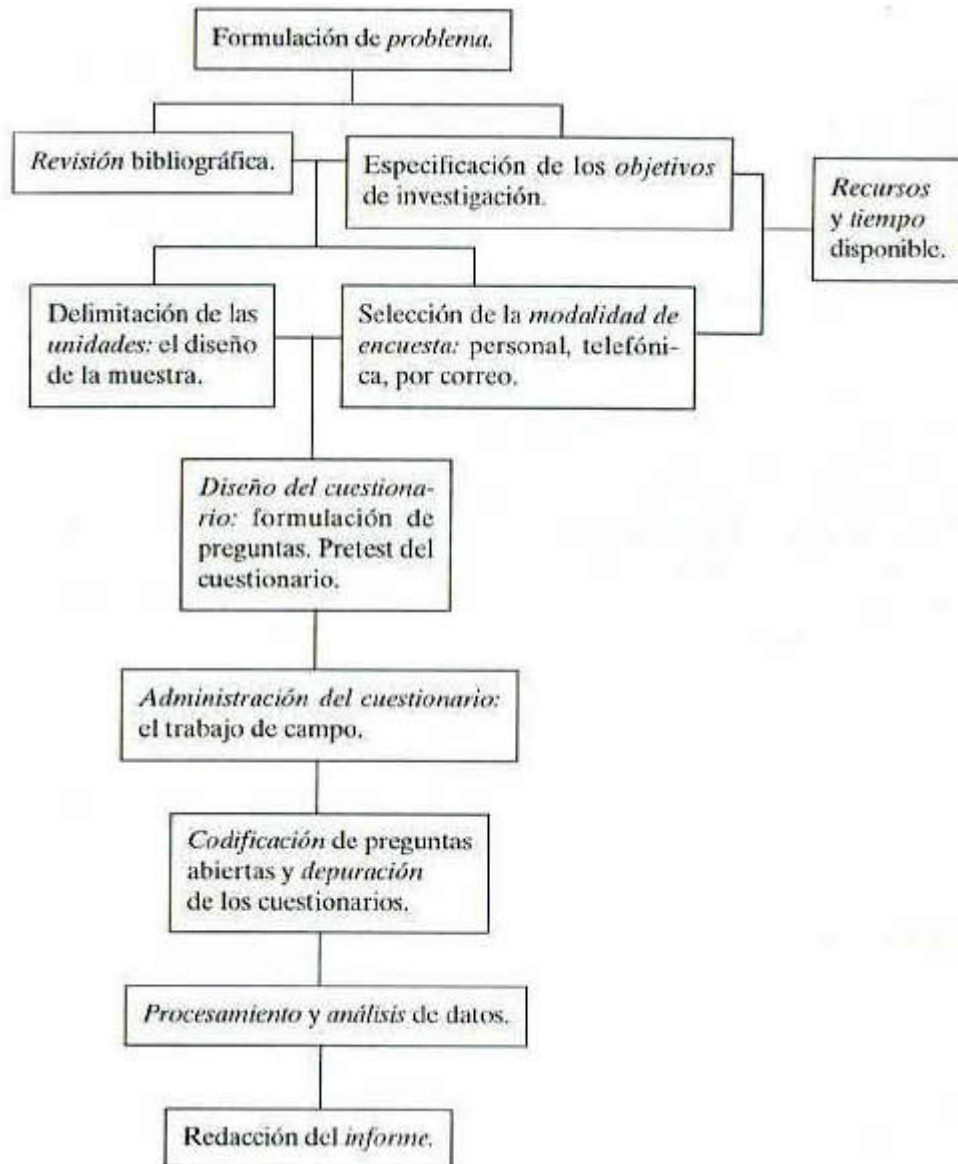 Formulación de problema.
Revisión bibliográfica.
Especificación de los objetivos
de investigación.
Recursos
y tiempo
disponible.
Delimitación de las
unidades: el diseño
de la muestra.
Selección de la modalidad de
encuesta: personal, telefóni-
ca, por correo.
Diseño del cuestiona-
rio: formulación de
preguntas. Pretest del
cuestionario.
Administración del cuestionario:
el trabajo de campo.
Codificación de preguntas
abiertas y depuración
de los cuestionarios.
Procesamiento y análisis de datos.
Redacción del informe.